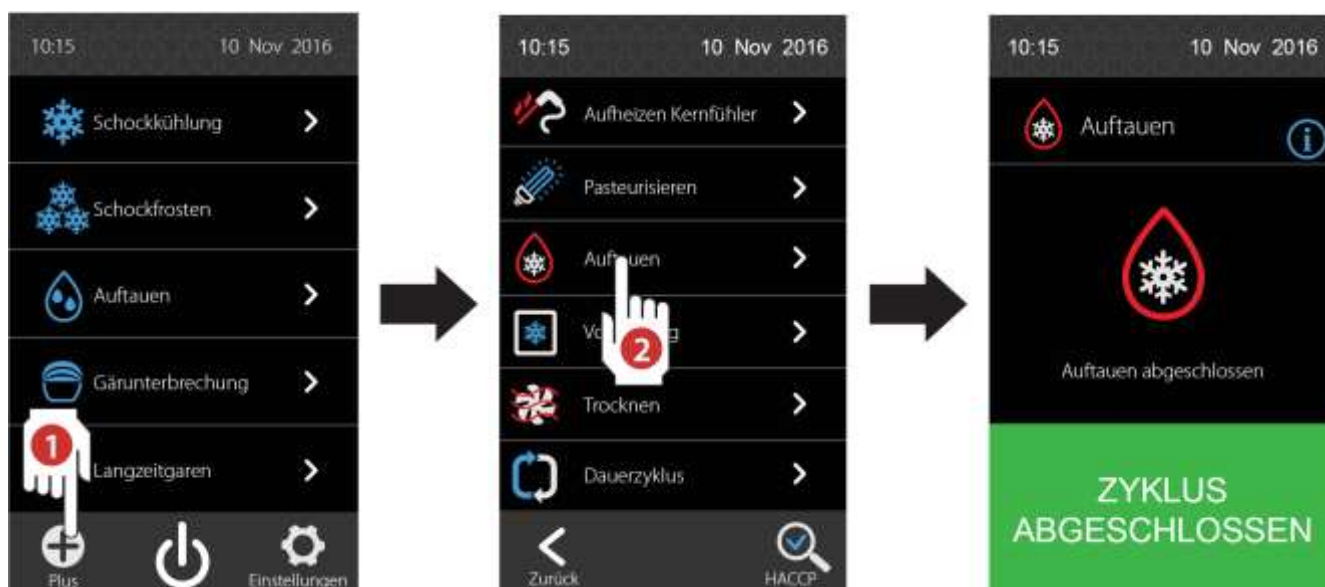 10:15 10 Nov 2016
Schockkühlung
Schockfrosten
Auftauen
Gärunterbrechung
Langzeitgaren
1
Plus
Einstellungen
10:15 10 Nov 2016
Aufheizen Kernfühler
Pasteurisieren
Auftauen
2
Trocknen
Dauerzyklus
Zurück
HACCP
10:15 10 Nov 2016
Auftauen
i
Auftauen abgeschlossen
ZYKLUS
ABGESCHLOSSEN